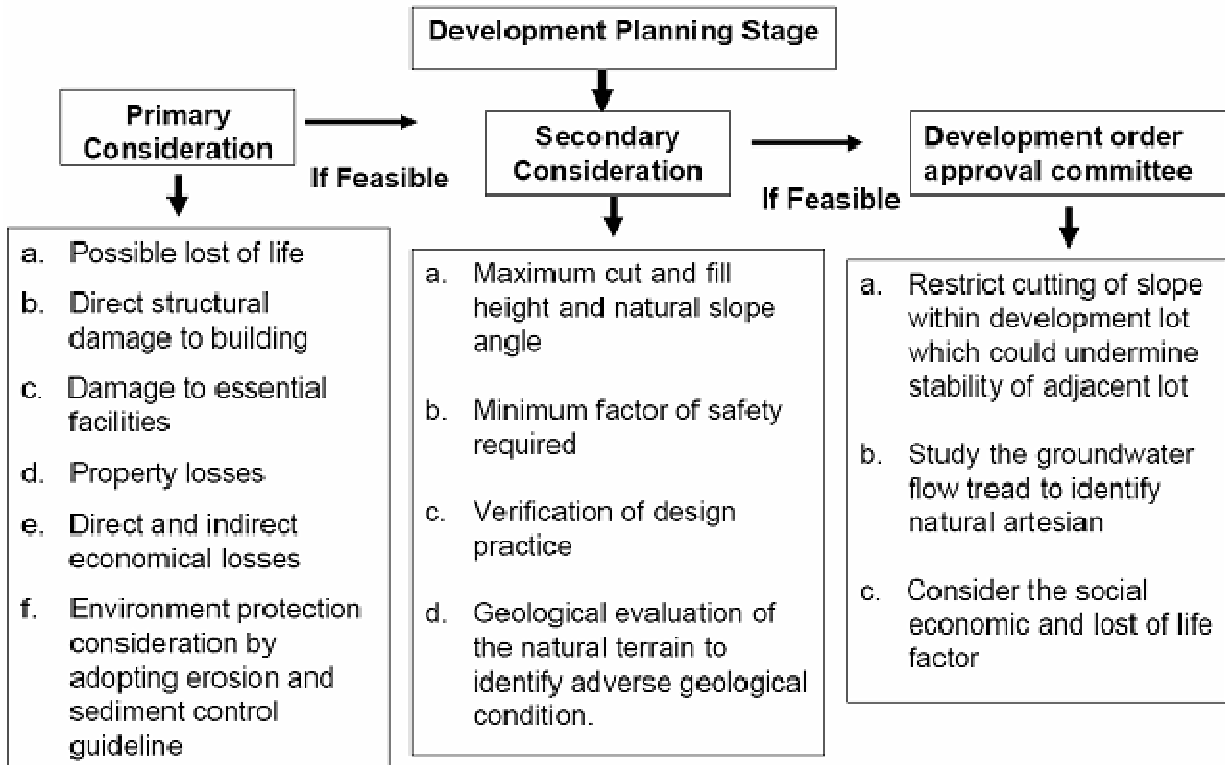 Development Planning Stage
Primary
Consideration
If Feasible
Secondary
Consideration
If Feasible
Development order
approval committee
a. Possible lost of life
b. Direct structural
damage to building
c. Damage to essential
facilities
d. Property losses
e. Direct and indirect
economical losses
f. Environment protection
consideration by
adopting erosion and
sediment control
guideline
a. Maximum cut and fill
height and natural slope
angle
b. Minimum factor of safety
required
c. Verification of design
practice
d. Geological evaluation of
the natural terrain to
identify adverse geological
condition.
a. Restrict cutting of slope
within development lot
which could undermine
stability of adjacent lot
b. Study the groundwater
flow tread to identify
natural artesian
c. Consider the social
economic and lost of life
factor